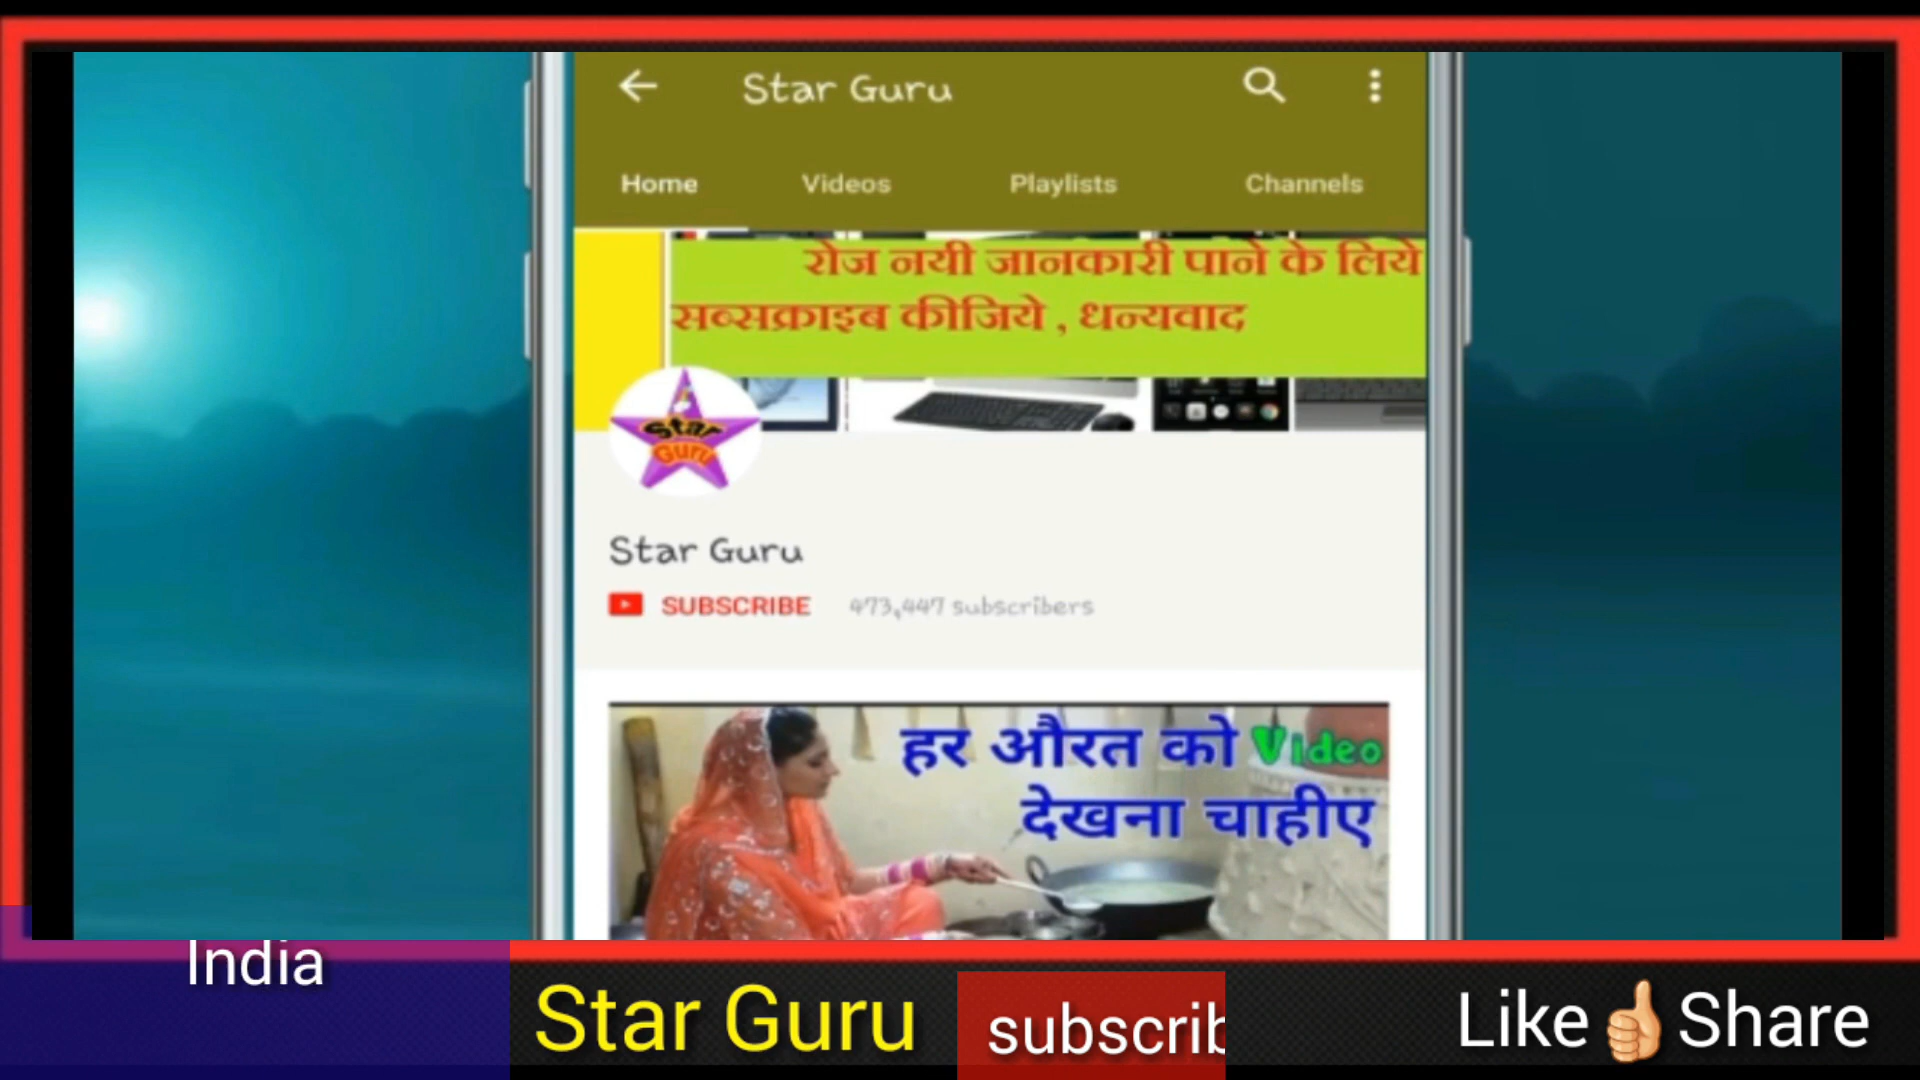 Star Guru
Home Videos Playlists Channels
रोज नयी जानकारी पाने के लिये
सब्सक्राइब कीजिये , धन्यवाद
Star
Guru
Star Guru
SUBSCRIBE 473,447 subscribers
हर औरत को Video
देखना चाहीए
India
Star Guru subscrib Like👍Share